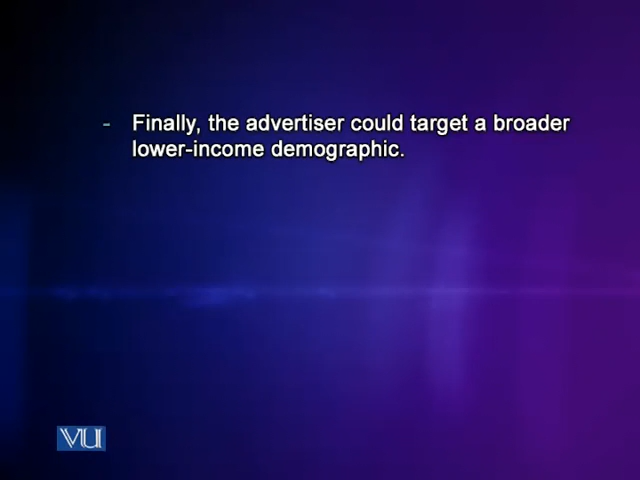 - Finally, the advertiser could target a broader
lower-income demographic.
VU